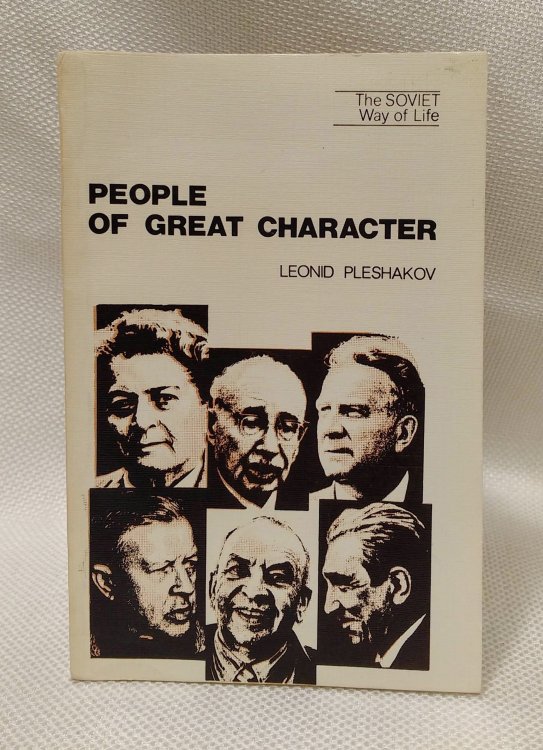 The SOVIET
Way of Life
PEOPLE
OF GREAT CHARACTER
LEONID PLESHAKOV